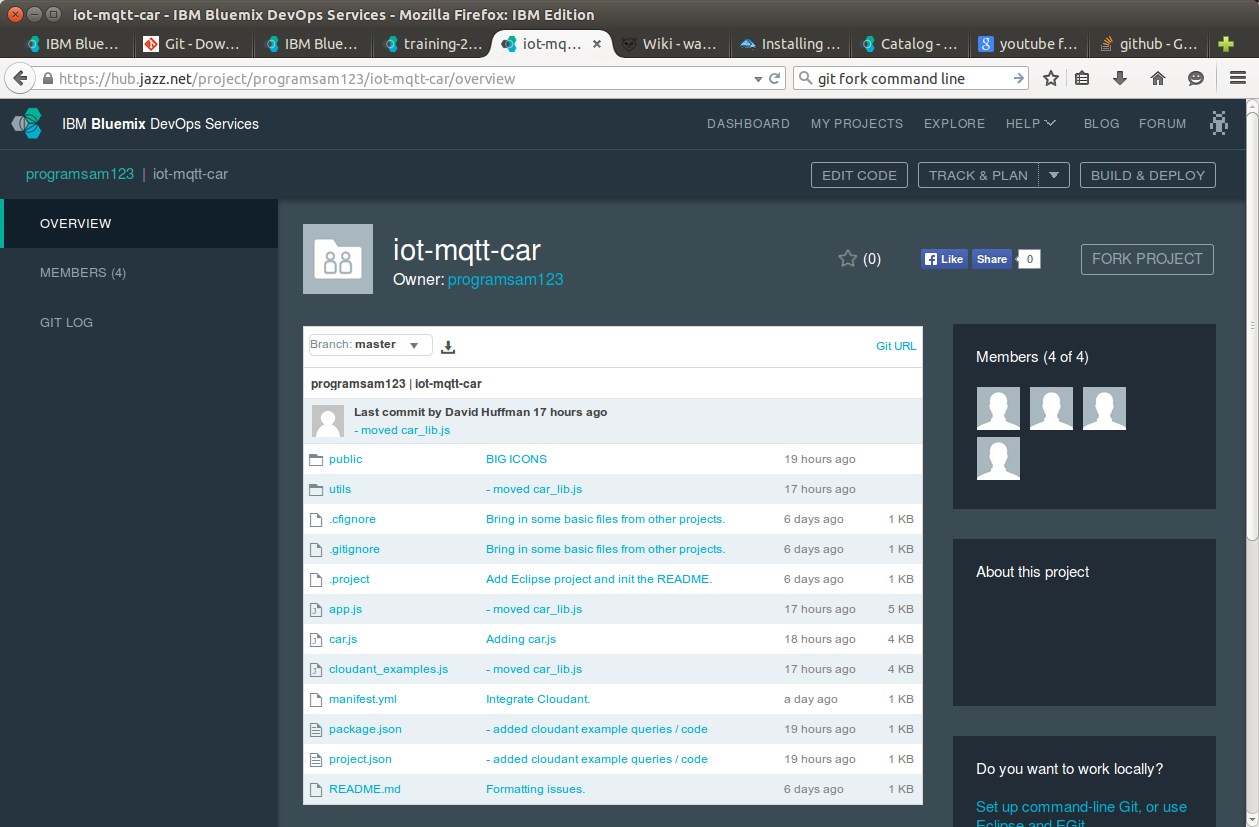 iot-mqtt-car - IBM Bluemix DevOps Services - Mozilla Firefox: IBM Edition
IBM Blue... Git - Dow... IBM Blue... training-2... iot-mq... Wiki - wa... Installing ... Catalog - ... youtube f... github - G...
https://hub.jazz.net/project/programsam123/iot-mqtt-car/overview git fork command line
IBM Bluemix DevOps Services DASHBOARD MY PROJECTS EXPLORE HELP BLOG FORUM
programsam123 | iot-mqtt-car EDIT CODE TRACK & PLAN BUILD & DEPLOY
OVERVIEW
MEMBERS (4)
GIT LOG
iot-mqtt-car
Owner: programsam123
(0) Like Share 0 FORK PROJECT
Branch: master Git URL
programsam123 | iot-mqtt-car
Last commit by David Huffman 17 hours ago
- moved car_lib.js
public BIG ICONS 19 hours ago
utils - moved car_lib.js 17 hours ago
.cfignore Bring in some basic files from other projects. 6 days ago 1 KB
.gitignore Bring in some basic files from other projects. 6 days ago 1 KB
.project Add Eclipse project and init the README. 6 days ago 1 KB
app.js - moved car_lib.js 17 hours ago 5 KB
car.js Adding car.js 18 hours ago 4 KB
cloudant_examples.js - moved car_lib.js 17 hours ago 4 KB
manifest.yml Integrate Cloudant. a day ago 1 KB
package.json - added cloudant example queries / code 19 hours ago 1 KB
project.json - added cloudant example queries / code 19 hours ago 1 KB
README.md Formatting issues. 6 days ago 1 KB
Members (4 of 4)
About this project
Do you want to work locally?
Set up command-line Git, or use
Eclipse and EGit